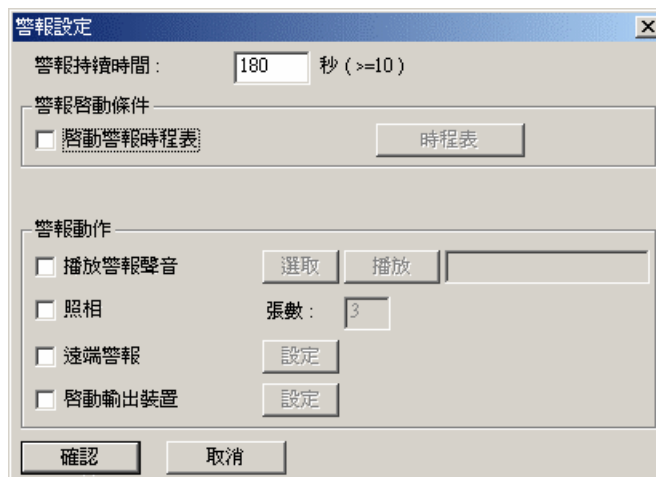 警報設定
警報持續時間 : 180 秒 ( >=10 )
警報啓動條件
啓動警報時程表 時程表
警報動作
播放警報聲音 選取 播放
照相 張數 : 3
遠端警報 設定
啓動輸出裝置 設定
確認 取消